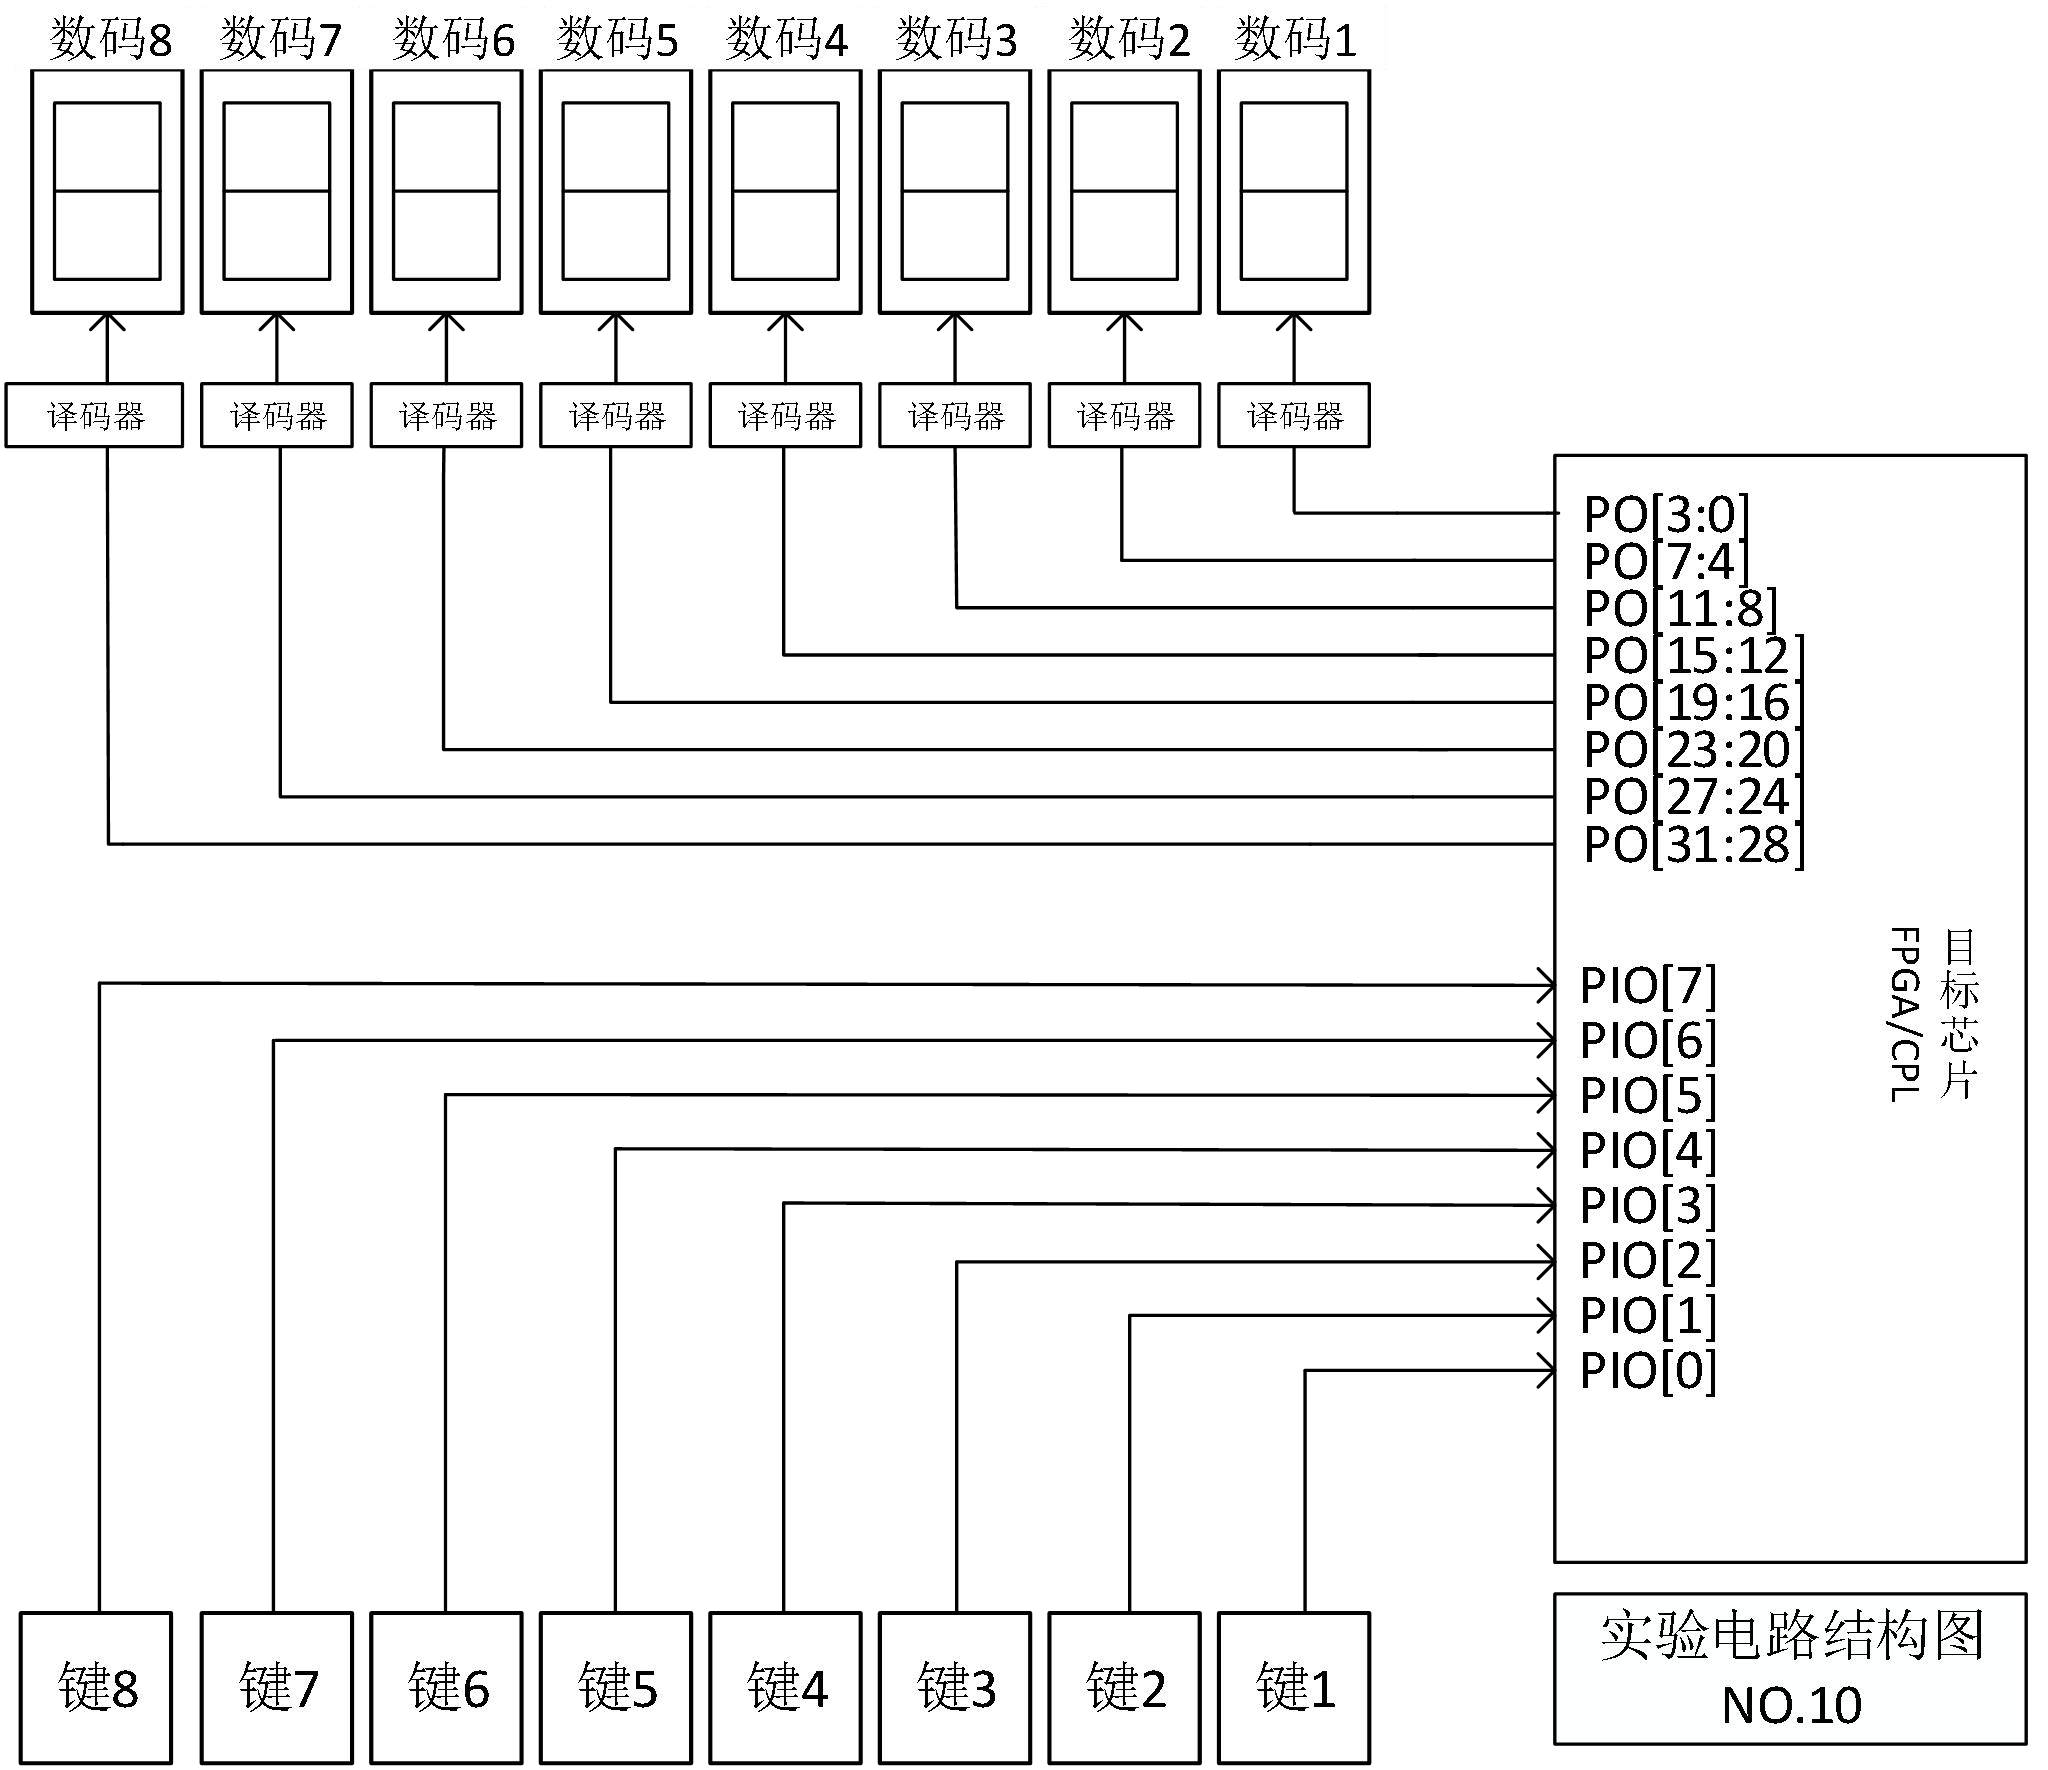 数码8 数码7 数码6 数码5 数码4 数码3 数码2 数码1
译码器 译码器 译码器 译码器 译码器 译码器 译码器 译码器
PO[3:0]
PO[7:4]
PO[11:8]
PO[15:12]
PO[19:16]
PO[23:20]
PO[27:24]
PO[31:28]
目标芯片
FPGA/CPL
PIO[7]
PIO[6]
PIO[5]
PIO[4]
PIO[3]
PIO[2]
PIO[1]
PIO[0]
键8 键7 键6 键5 键4 键3 键2 键1
实验电路结构图
NO.10